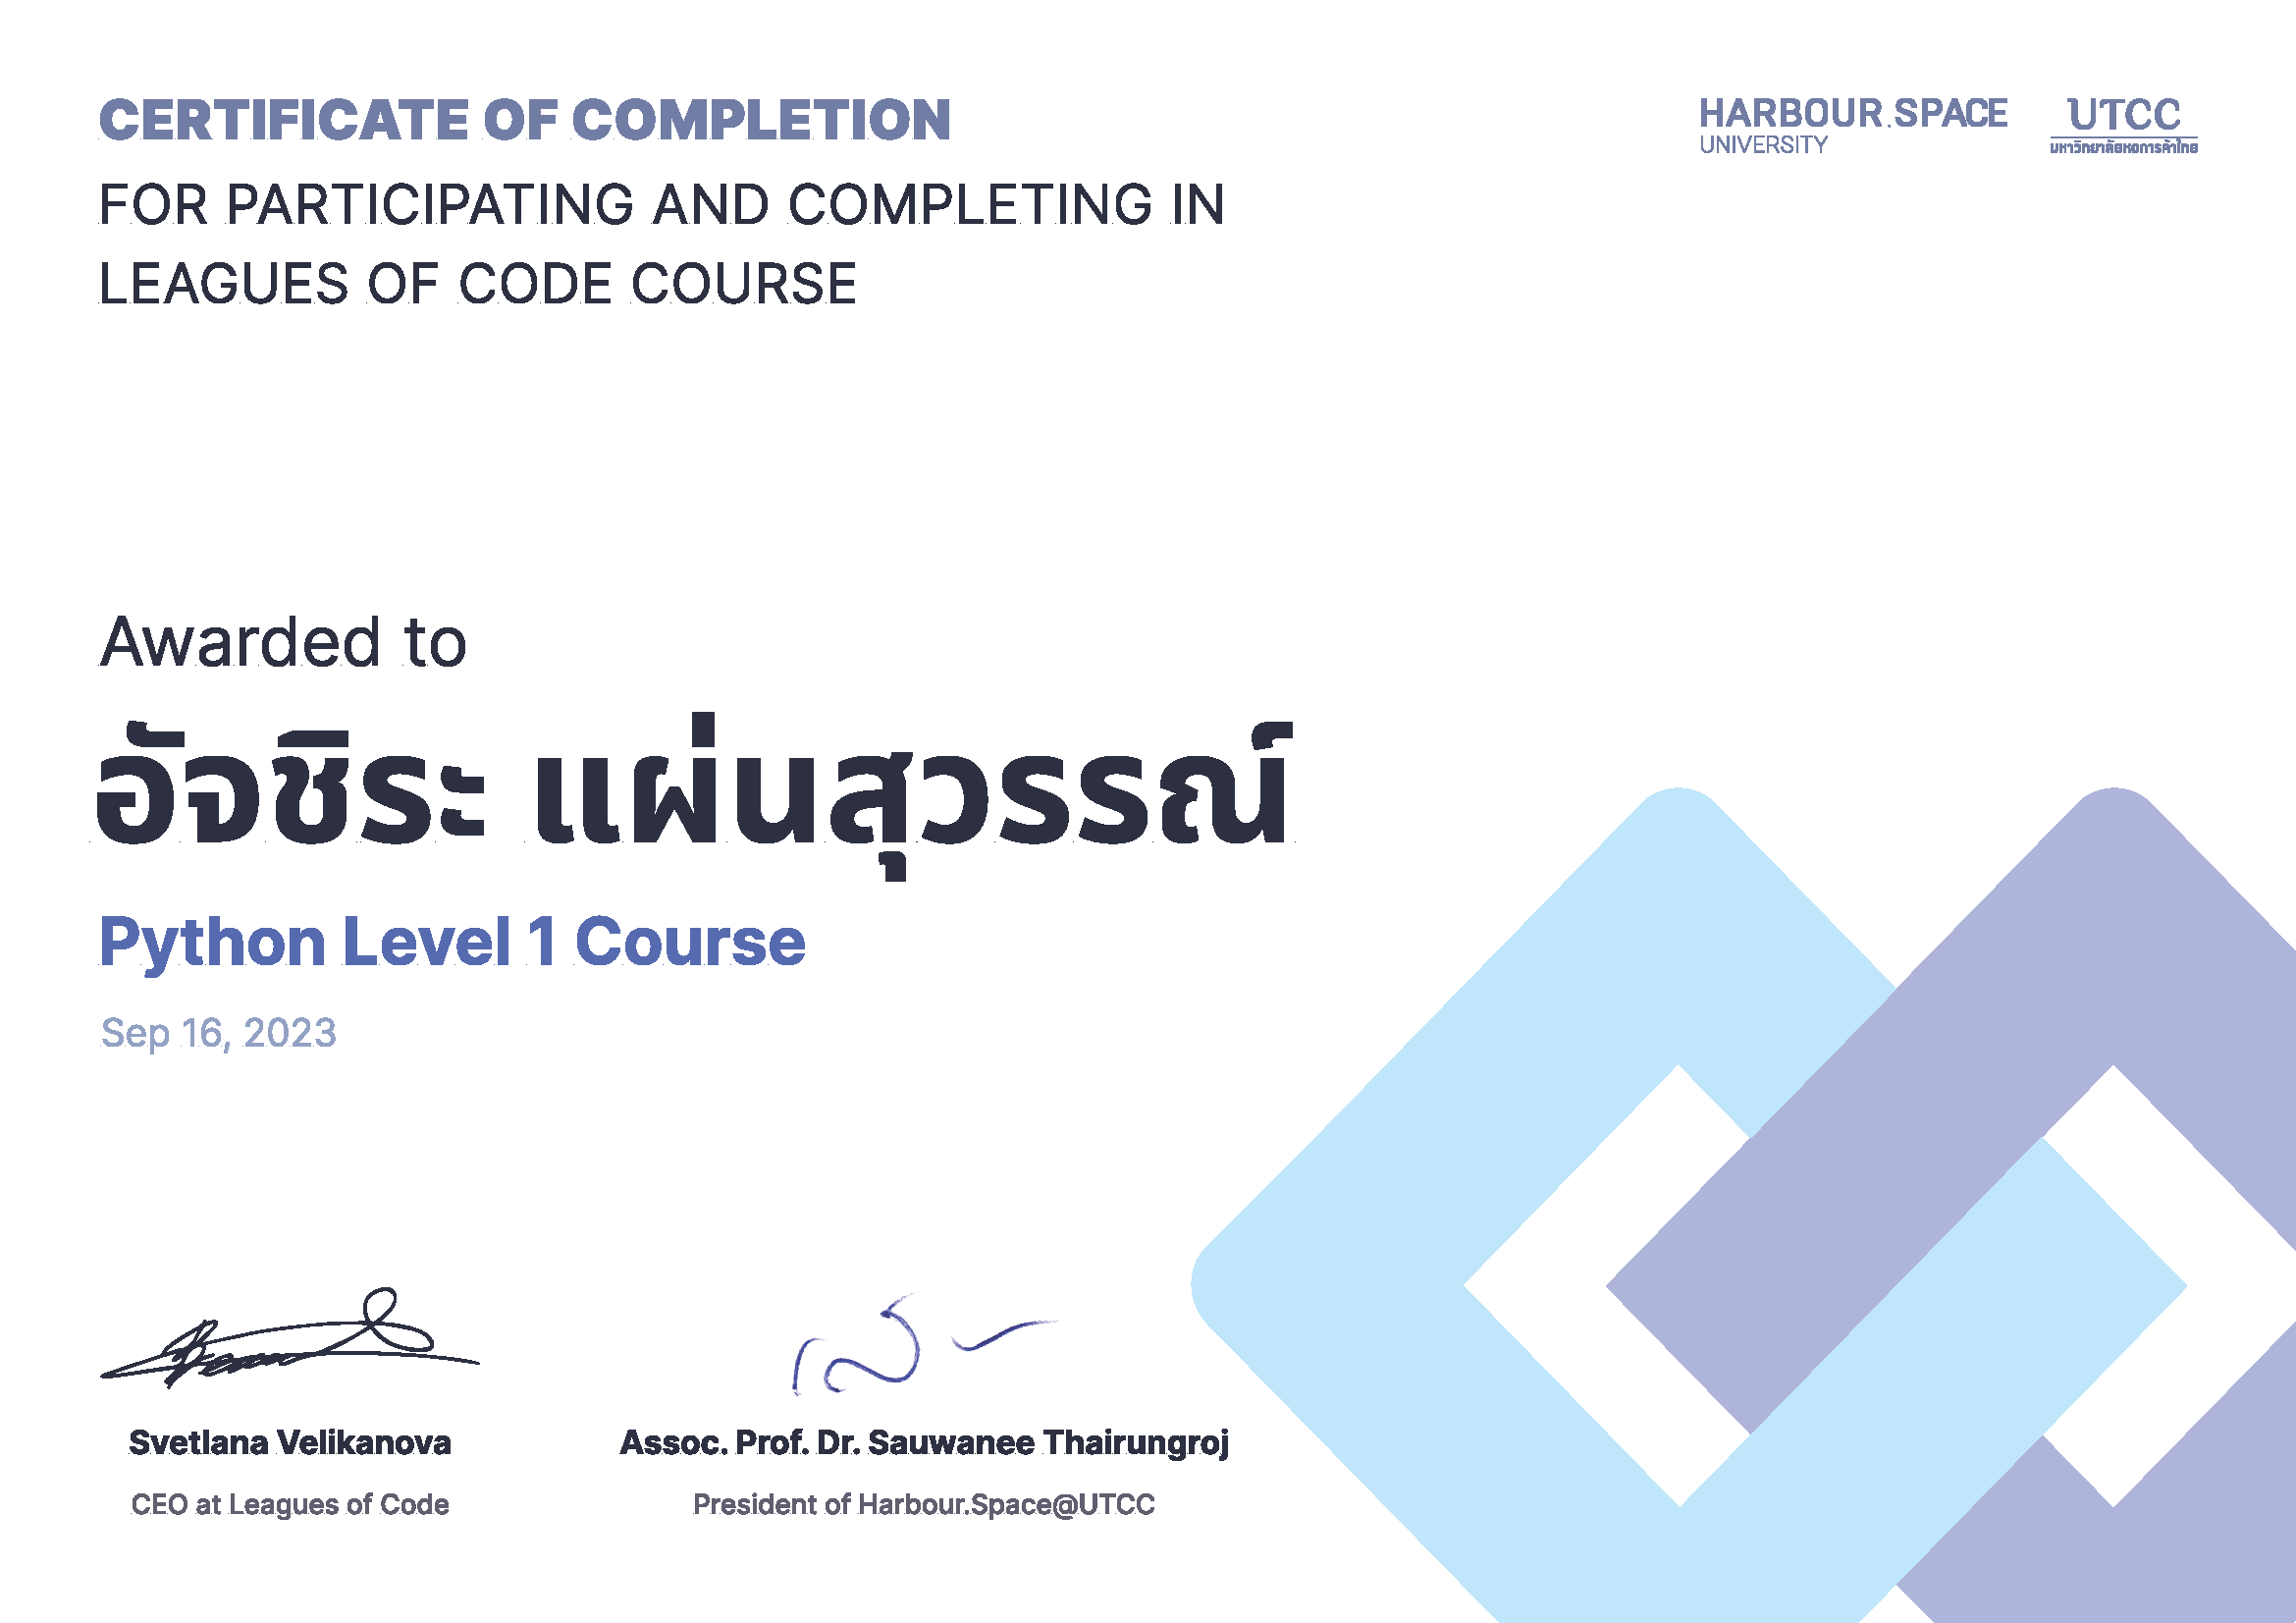 CERTIFICATE OF COMPLETION
FOR PARTICIPATING AND COMPLETING IN
LEAGUES OF CODE COURSE
HARBOUR.SPACE
UNIVERSITY
UTCC
มหาวิทยาลัยหอการค้าไทย
Awarded to
อัจชิระ แผ่นสุวรรณ์
Python Level 1 Course
Sep 16, 2023
Svetlana Velikanova
CEO at Leagues of Code
Assoc. Prof. Dr. Sauwanee Thairungroj
President of Harbour.Space@UTCC